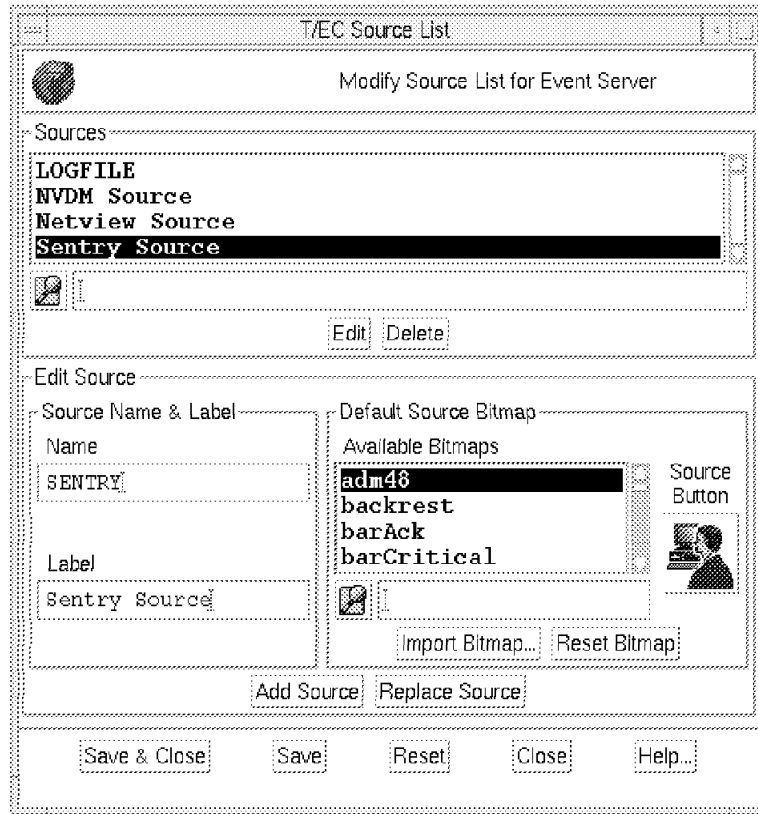 T/EC Source List
Modify Source List for Event Server
Sources
LOGFILE
NVDM Source
Netview Source
Sentry Source
Edit Delete
Edit Source
Source Name & Label
Name
SENTRY
Label
Sentry Source
Default Source Bitmap
Available Bitmaps
adm48
backrest
barAck
barCritical
Source
Button
Import Bitmap... Reset Bitmap
Add Source Replace Source
Save & Close Save Reset Close Help...